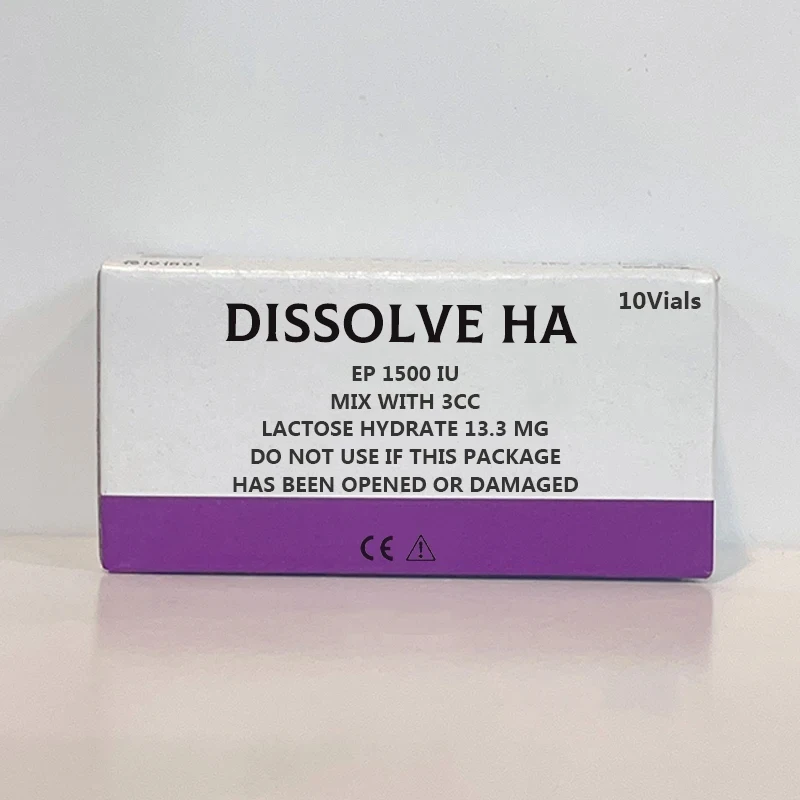 10Vials
DISSOLVE HA
EP 1500 IU
MIX WITH 3CC
LACTOSE HYDRATE 13.3 MG
DO NOT USE IF THIS PACKAGE
HAS BEEN OPENED OR DAMAGED
CE